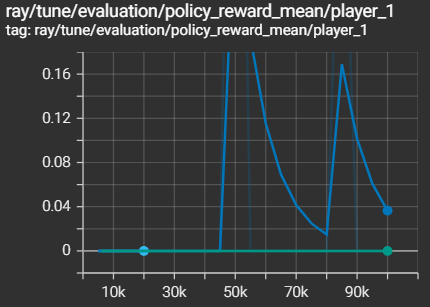 ray/tune/evaluation/policy_reward_mean/player_1
tag: ray/tune/evaluation/policy_reward_mean/player_1
0.16
0.12
0.08
0.04
0
10k 30k 50k 70k 90k